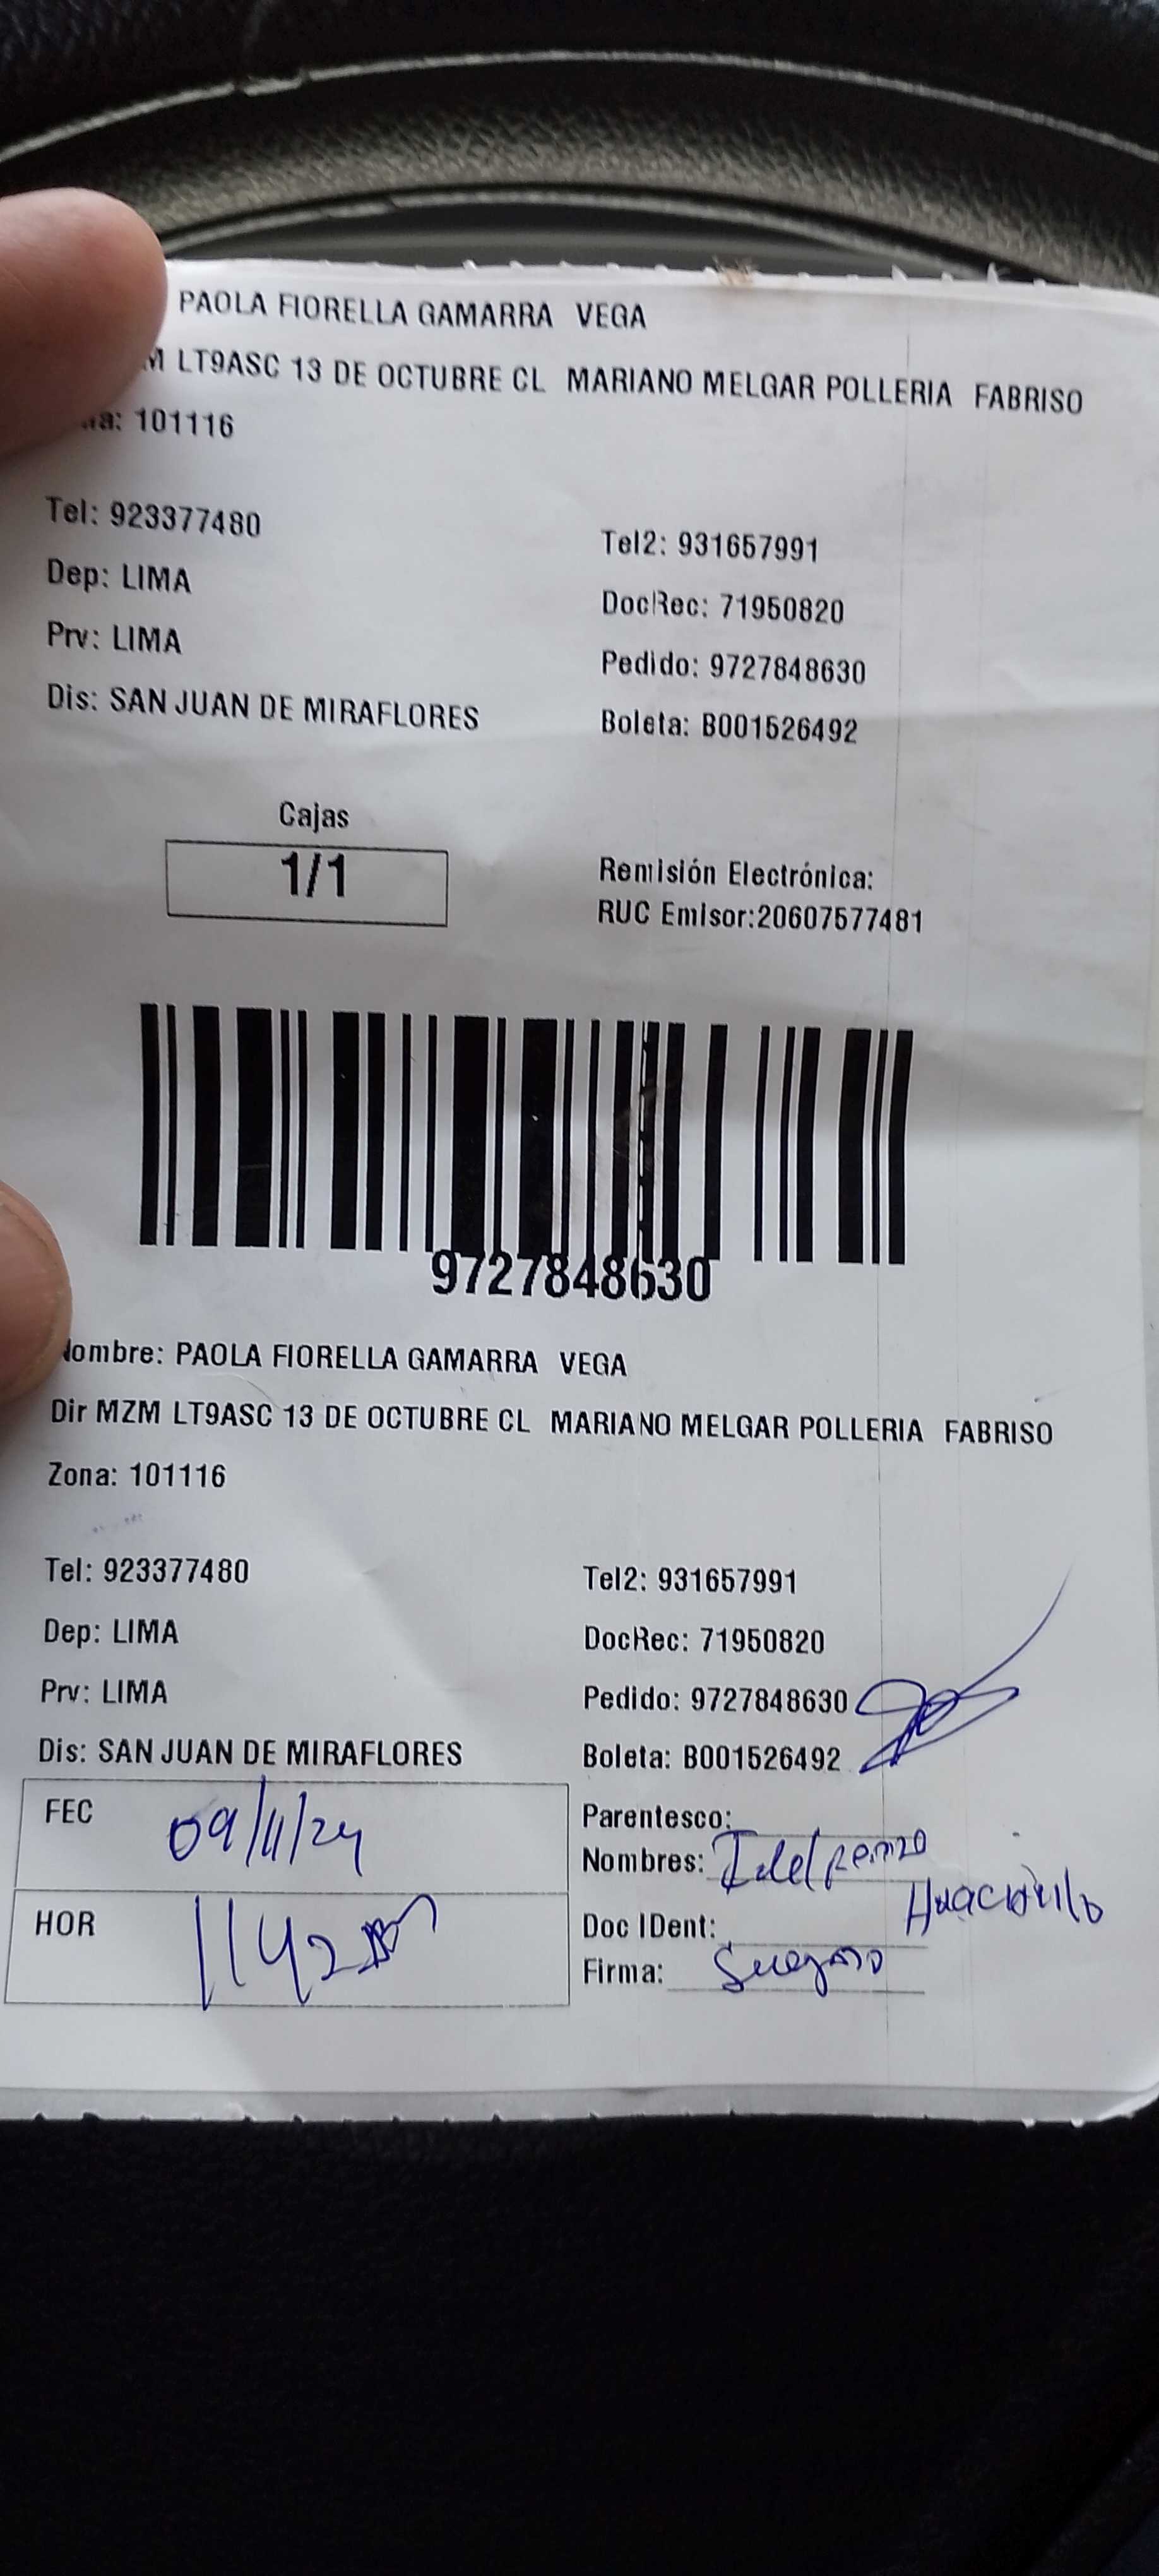 PAOLA FIORELLA GAMARRA VEGA
M LT9ASC 13 DE OCTUBRE CL MARIANO MELGAR POLLERIA FABRISO
na: 101116
Tel: 923377480
Tel2: 931657991
Dep: LIMA
DocRec: 71950820
Prv: LIMA
Pedido: 9727848630
Dis: SAN JUAN DE MIRAFLORES
Boleta: B001526492
Cajas
1/1
Remisión Electrónica:
RUC Emisor:20607577481
9727848630
Nombre: PAOLA FIORELLA GAMARRA VEGA
Dir MZM LT9ASC 13 DE OCTUBRE CL MARIANO MELGAR POLLERIA FABRISO
Zona: 101116
Tel: 923377480
Tel2: 931657991
Dep: LIMA
DocRec: 71950820
Prv: LIMA
Pedido: 9727848630
Dis: SAN JUAN DE MIRAFLORES
Boleta: B001526492
FEC 09/11/24
Parentesco:
Nombres:
HOR 1142
Doc IDent:
Firma: Suegro